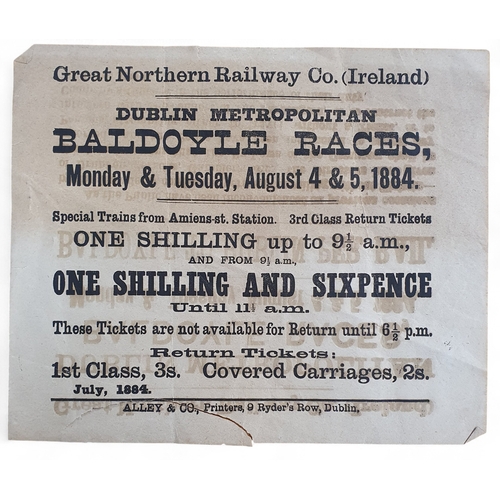 Great Northern Railway Co. (Ireland)
DUBLIN METROPOLITAN
BALDOYLE RACES,
Monday & Tuesday, August 4 & 5, 1884.
Special Trains from Amiens-st. Station. 3rd Class Return Tickets
ONE SHILLING up to 9½ a.m.,
AND FROM 9½ a.m.,
ONE SHILLING AND SIXPENCE
Until 11½ a.m.
These Tickets are not available for Return until 6½ p.m.
Return Tickets:
1st Class, 3s. Covered Carriages, 2s.
July, 1884.
ALLEY & CO., Printers, 9 Ryder's Row, Dublin.